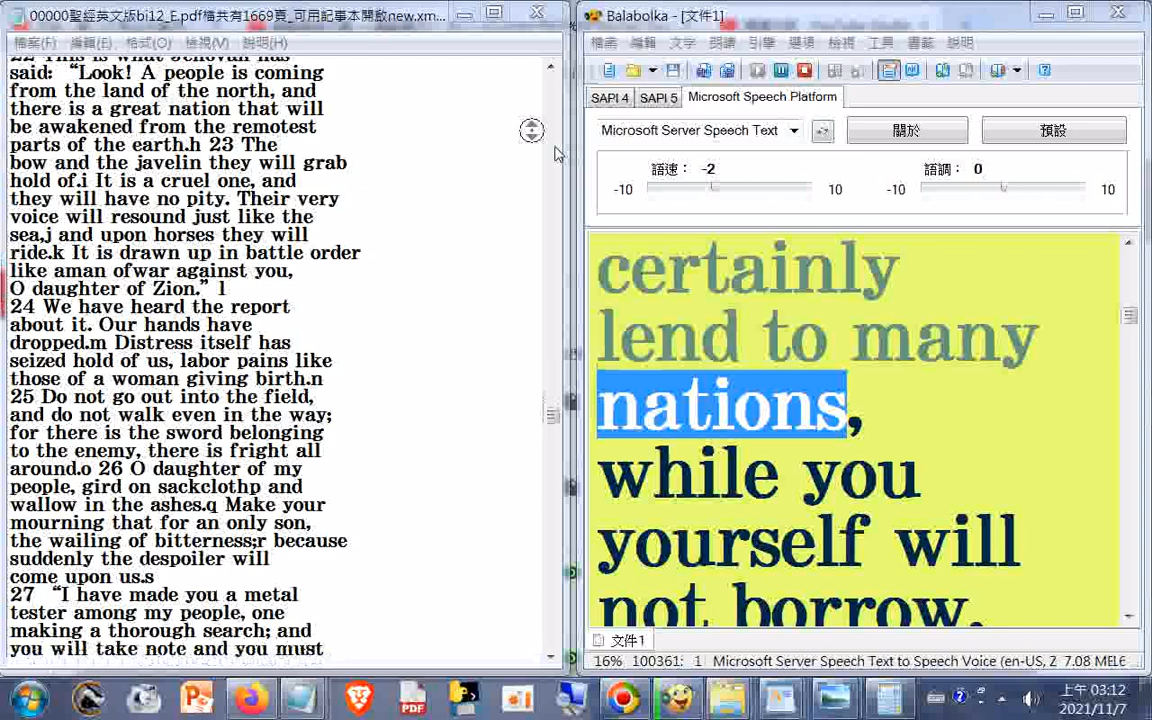 00000聖經英文版bi12_E.pdf檔共有1669頁_可用記事本開啟new.xm...
檔案(F) 編輯(E) 格式(O) 檢視(V) 說明(H)
22 This is what Jehovah has
said: “Look! A people is coming
from the land of the north, and
there is a great nation that will
be awakened from the remotest
parts of the earth.h 23 The
bow and the javelin they will grab
hold of.i It is a cruel one, and
they will have no pity. Their very
voice will resound just like the
sea,j and upon horses they will
ride.k It is drawn up in battle order
like aman ofwar against you,
O daughter of Zion.” l
24 We have heard the report
about it. Our hands have
dropped.m Distress itself has
seized hold of us, labor pains like
those of a woman giving birth.n
25 Do not go out into the field,
and do not walk even in the way;
for there is the sword belonging
to the enemy, there is fright all
around.o 26 O daughter of my
people, gird on sackclothp and
wallow in the ashes.q Make your
mourning that for an only son,
the wailing of bitterness;r because
suddenly the despoiler will
come upon us.s
27 “I have made you a metal
tester among my people, one
making a thorough search; and
you will take note and you must
Balabolka - [文件1]
檔案 編輯 文字 朗讀 引擎 選項 檢視 工具 書籤 說明
SAPI 4 SAPI 5 Microsoft Speech Platform
Microsoft Server Speech Text 關於 預設
語速： -2 語調： 0
-10 10 -10 10
certainly
lend to many
nations,
while you
yourself will
not borrow.
文件1
16% 100361: 1 Microsoft Server Speech Text to Speech Voice (en-US, Z 7.08 MБ
PDF
上午 03:12
2021/11/7